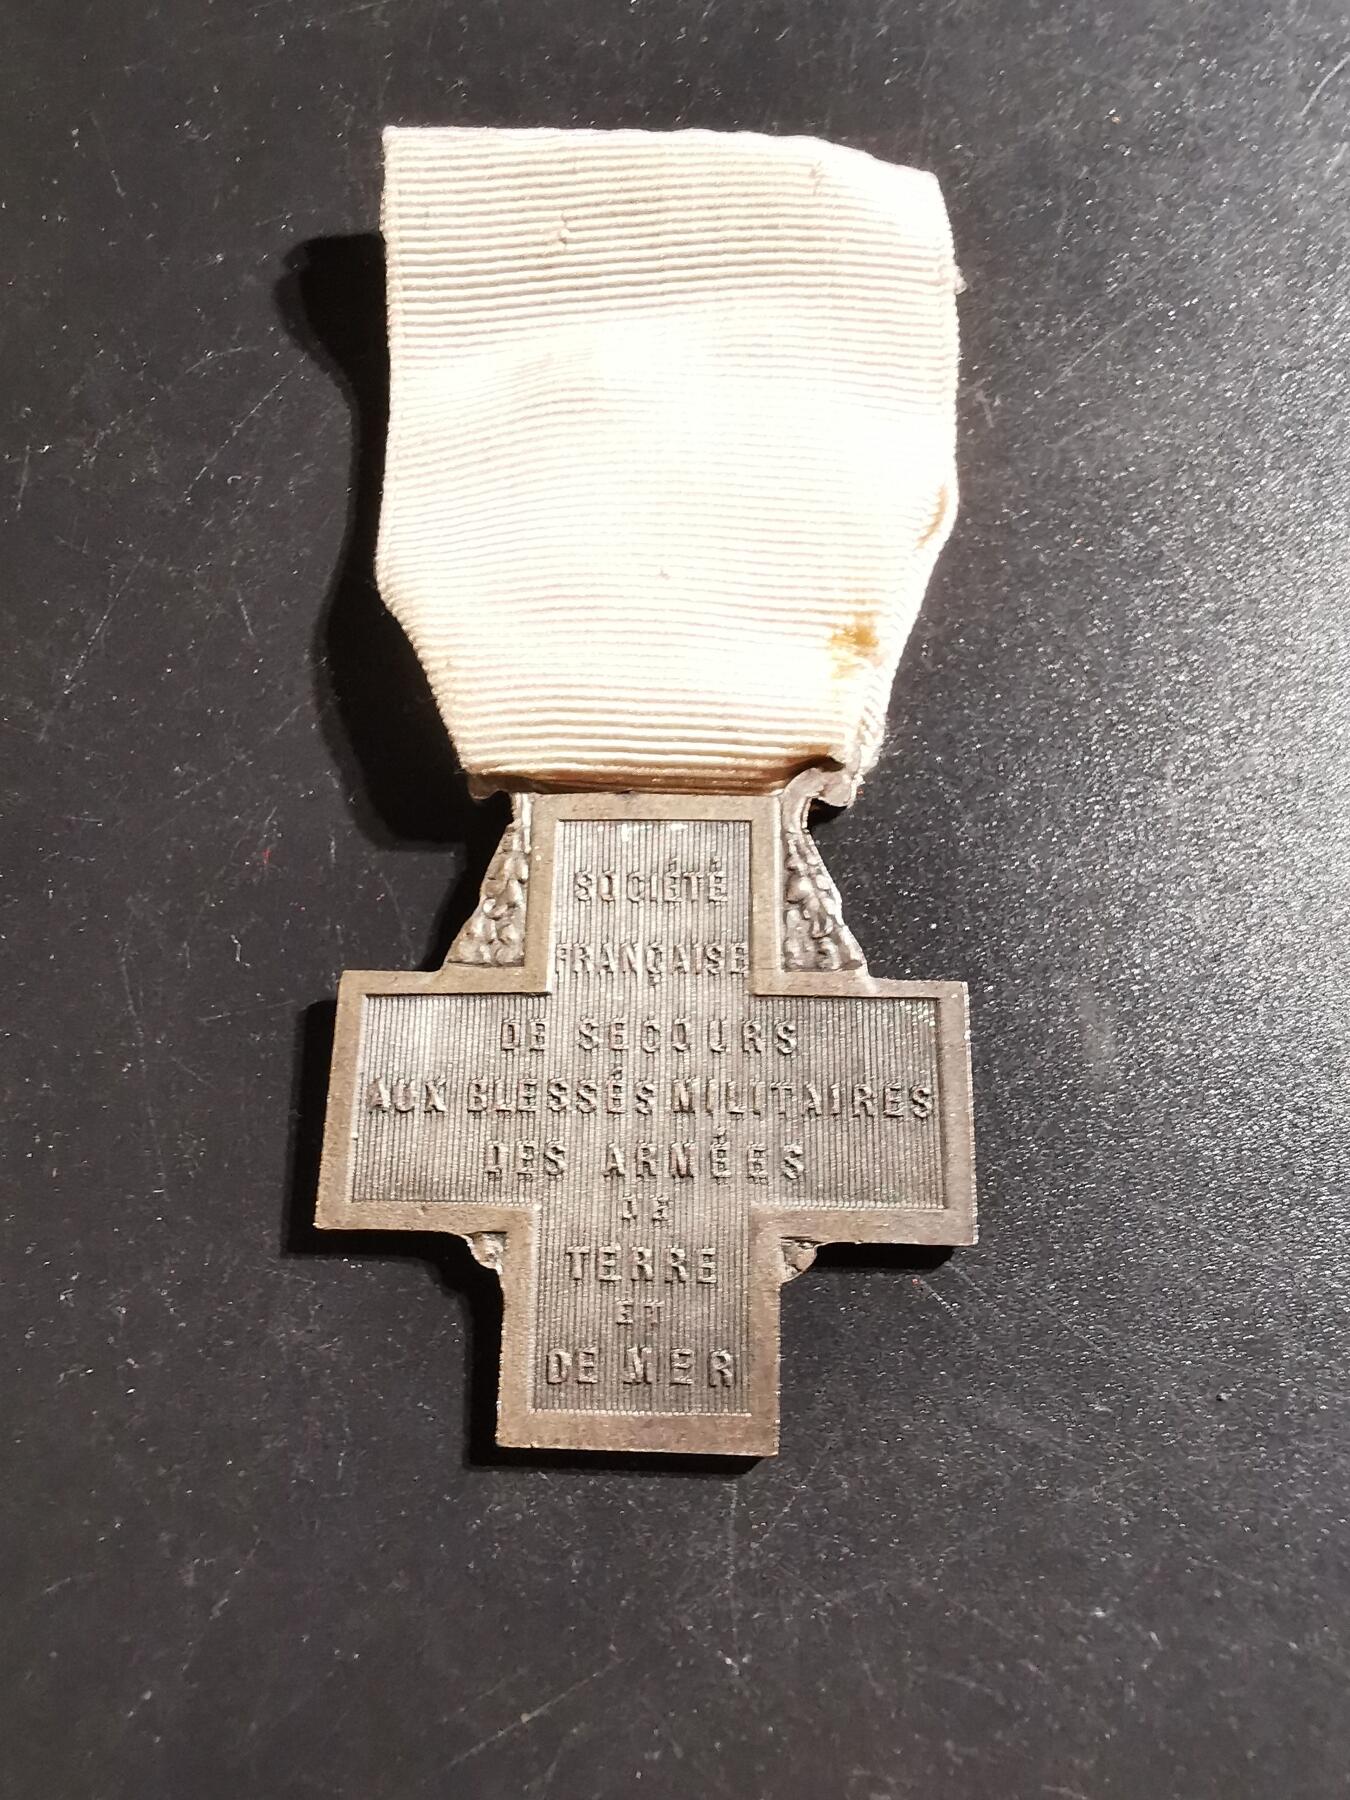 SOCIÉTÉ
FRANÇAISE
DE SECOURS
AUX BLESSÉS MILITAIRES
DES ARMÉES
DE
TERRE
ET
DE MER